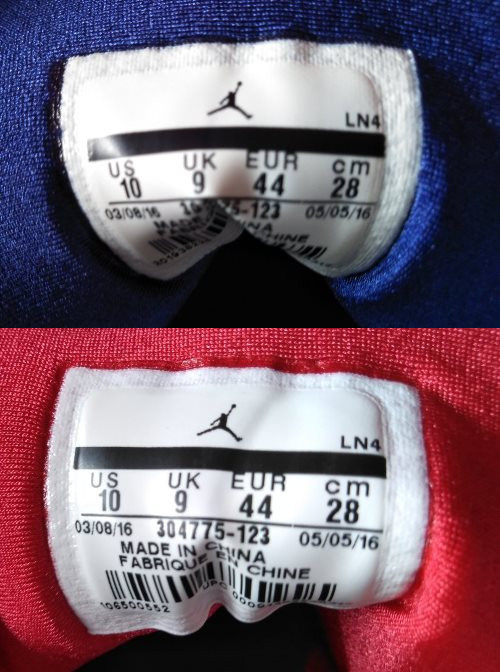 LN4
US UK EUR cm
10 9 44 28
03/08/16 05/05/16
LN4
US UK EUR cm
10 9 44 28
03/08/16 304775-123 05/05/16
MADE IN CHINA
FABRIQUE EN CHINE
106500552